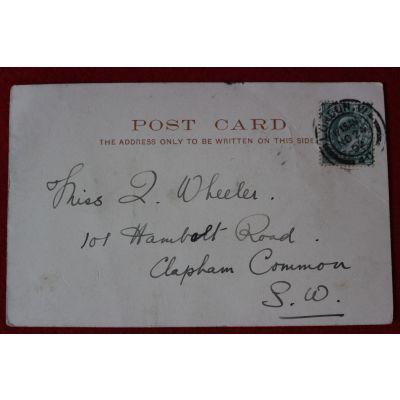 POST CARD
THE ADDRESS ONLY TO BE WRITTEN ON THIS SIDE
Miss Q. Wheeler.
101 Hambalt Road.
Clapham Common
S.W.